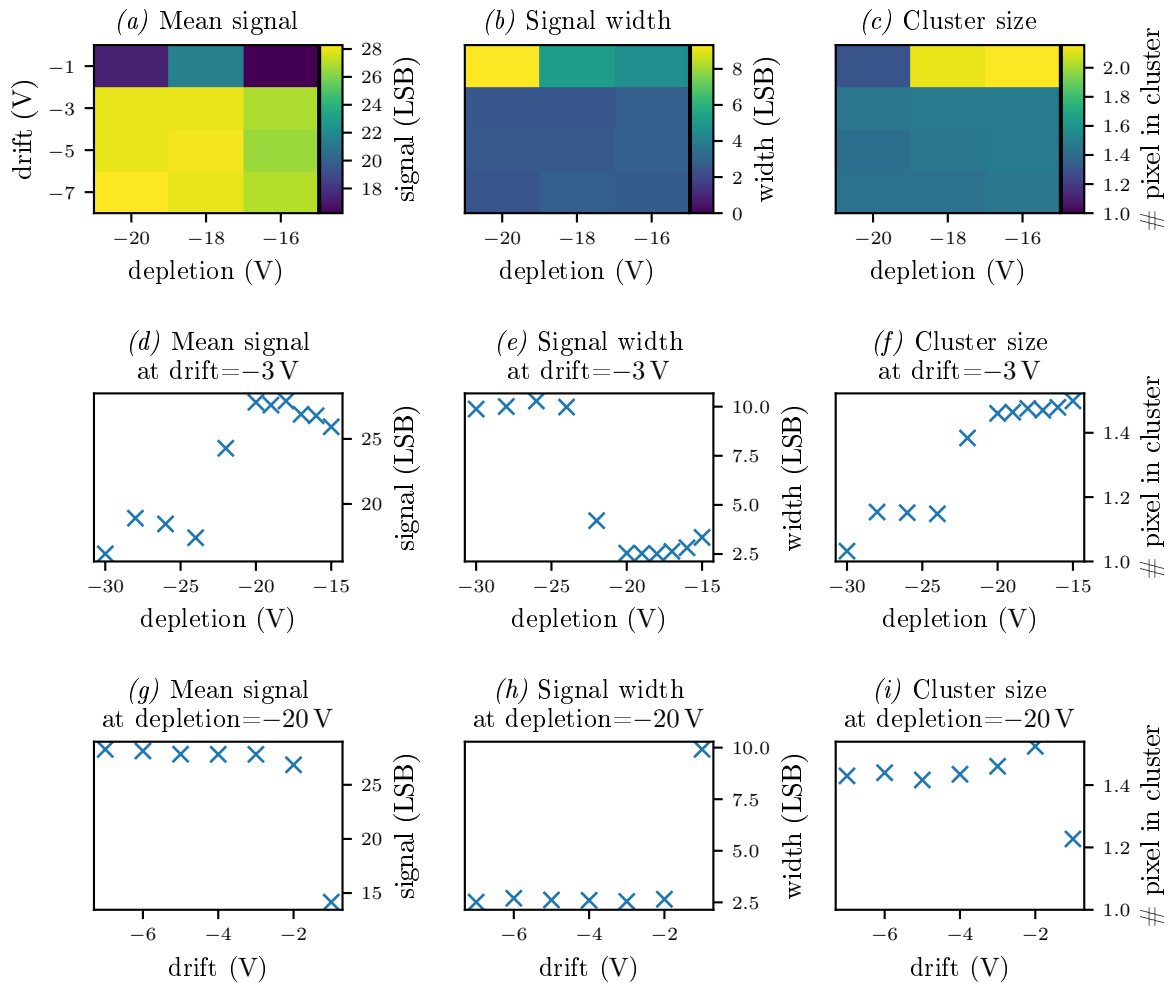 (a) Mean signal
(b) Signal width
(c) Cluster size
drift (V)
−1
−3
−5
−7
28
26
24
22
20
18
signal (LSB)
8
6
4
2
0
width (LSB)
2.0
1.8
1.6
1.4
1.2
1.0
# pixel in cluster
−20 −18 −16
−20 −18 −16
−20 −18 −16
depletion (V)
depletion (V)
depletion (V)
(d) Mean signal
at drift=−3 V
(e) Signal width
at drift=−3 V
(f) Cluster size
at drift=−3 V
25
20
signal (LSB)
10.0
7.5
5.0
2.5
width (LSB)
1.4
1.2
1.0
# pixel in cluster
−30 −25 −20 −15
−30 −25 −20 −15
−30 −25 −20 −15
depletion (V)
depletion (V)
depletion (V)
(g) Mean signal
at depletion=−20 V
(h) Signal width
at depletion=−20 V
(i) Cluster size
at depletion=−20 V
25
20
15
signal (LSB)
10.0
7.5
5.0
2.5
width (LSB)
1.4
1.2
1.0
# pixel in cluster
−6 −4 −2
−6 −4 −2
−6 −4 −2
drift (V)
drift (V)
drift (V)